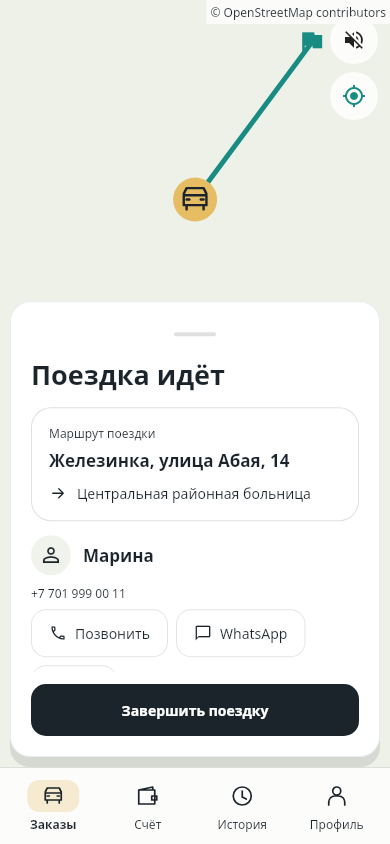 © OpenStreetMap contributors
Поездка идёт
Маршрут поездки
Железинка, улица Абая, 14
Центральная районная больница
Марина
+7 701 999 00 11
Позвонить
WhatsApp
Завершить поездку
Заказы
Счёт
История
Профиль